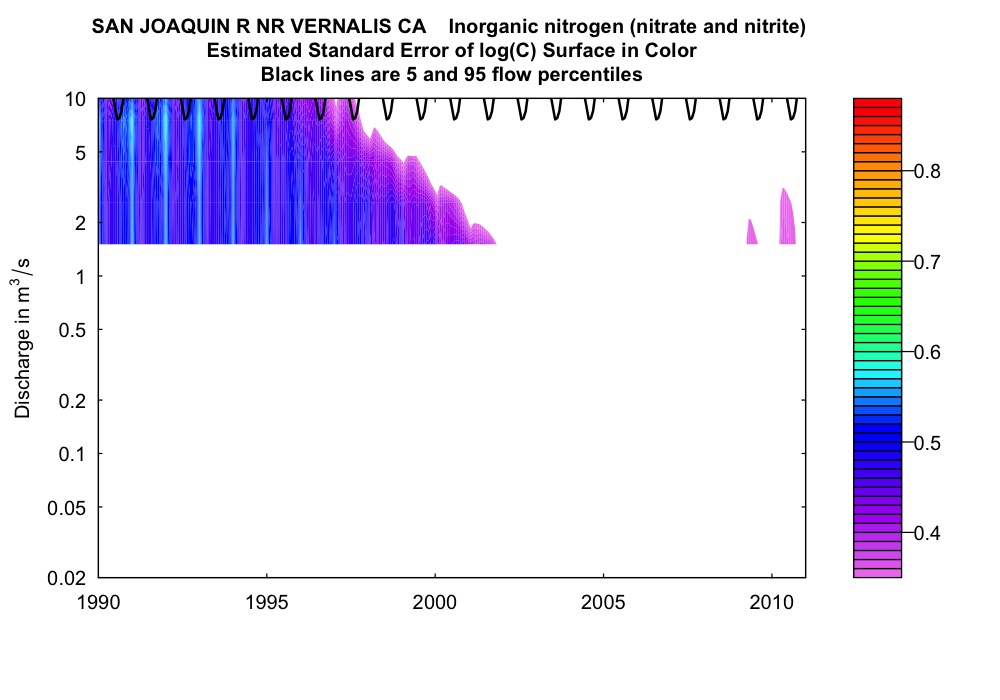 SAN JOAQUIN R NR VERNALIS CA    Inorganic nitrogen (nitrate and nitrite)
Estimated Standard Error of log(C) Surface in Color
Black lines are 5 and 95 flow percentiles
Discharge in m³/s
10
5
2
1
0.5
0.2
0.1
0.05
0.02
1990 1995 2000 2005 2010
0.8
0.7
0.6
0.5
0.4